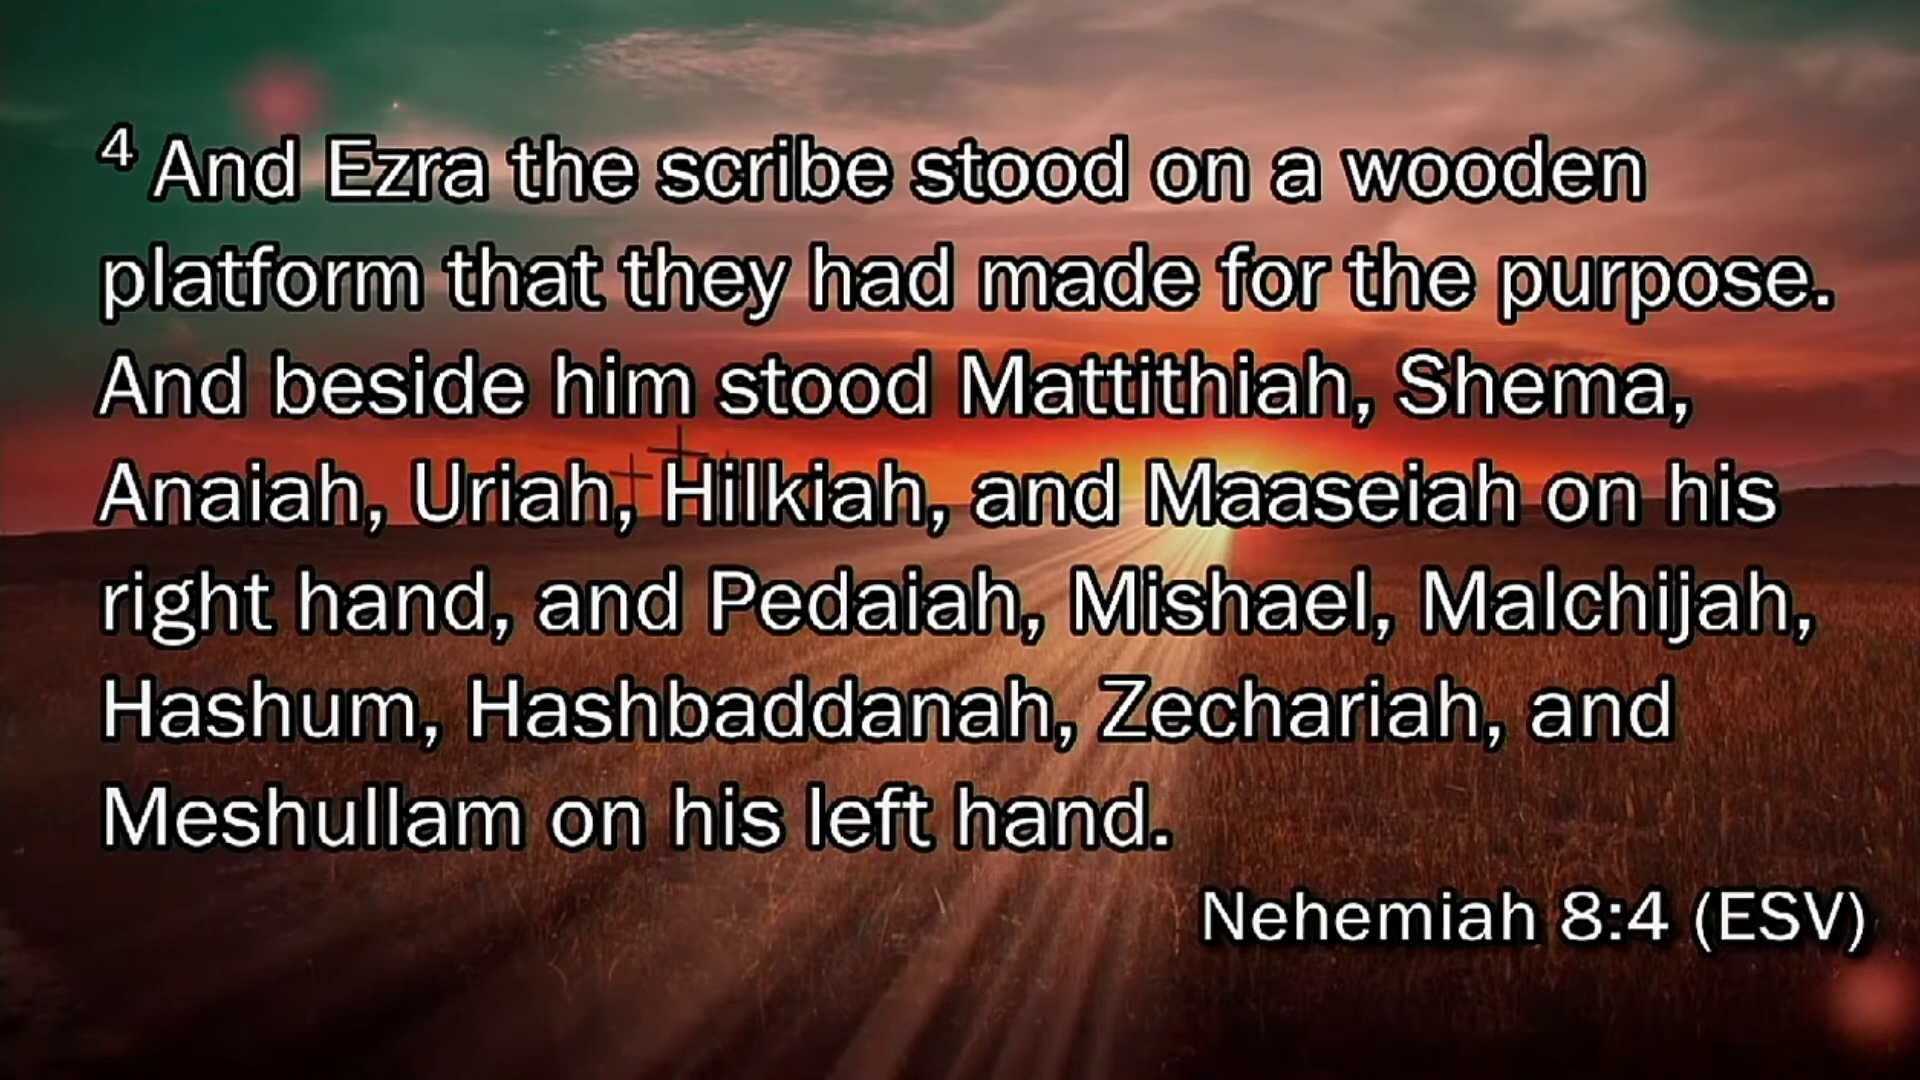 4 And Ezra the scribe stood on a wooden
platform that they had made for the purpose.
And beside him stood Mattithiah, Shema,
Anaiah, Uriah, Hilkiah, and Maaseiah on his
right hand, and Pedaiah, Mishael, Malchijah,
Hashum, Hashbaddanah, Zechariah, and
Meshullam on his left hand.
Nehemiah 8:4 (ESV)